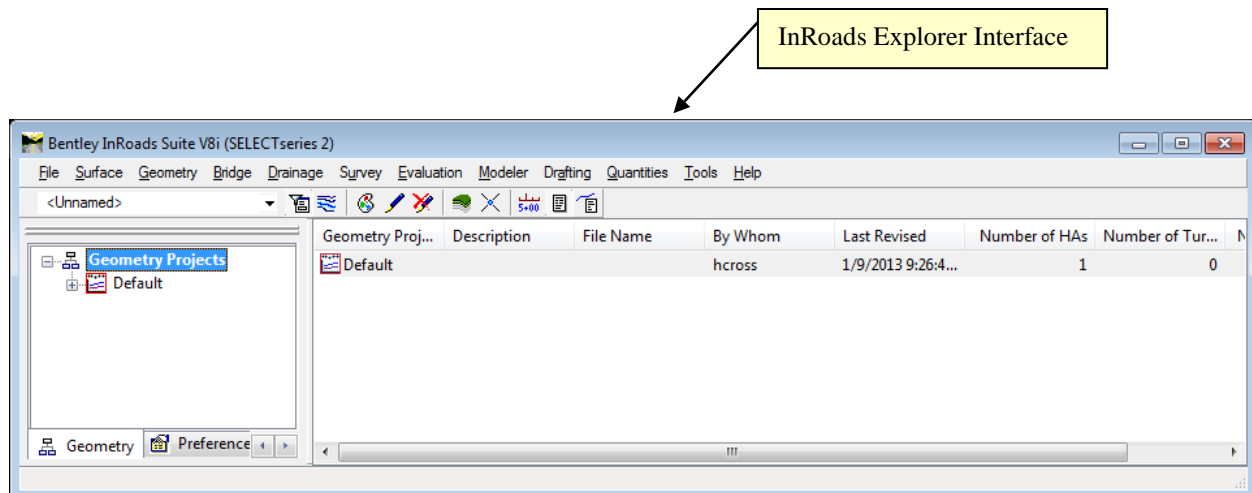 InRoads Explorer Interface
Bentley InRoads Suite V8i (SELECTseries 2)
File Surface Geometry Bridge Drainage Survey Evaluation Modeler Drafting Quantities Tools Help
<Unnamed>
5+00
Geometry Proj... Description File Name By Whom Last Revised Number of HAs Number of Tur... N
Geometry Projects
Default hcross 1/9/2013 9:26:4... 1 0
Default
Geometry Preference